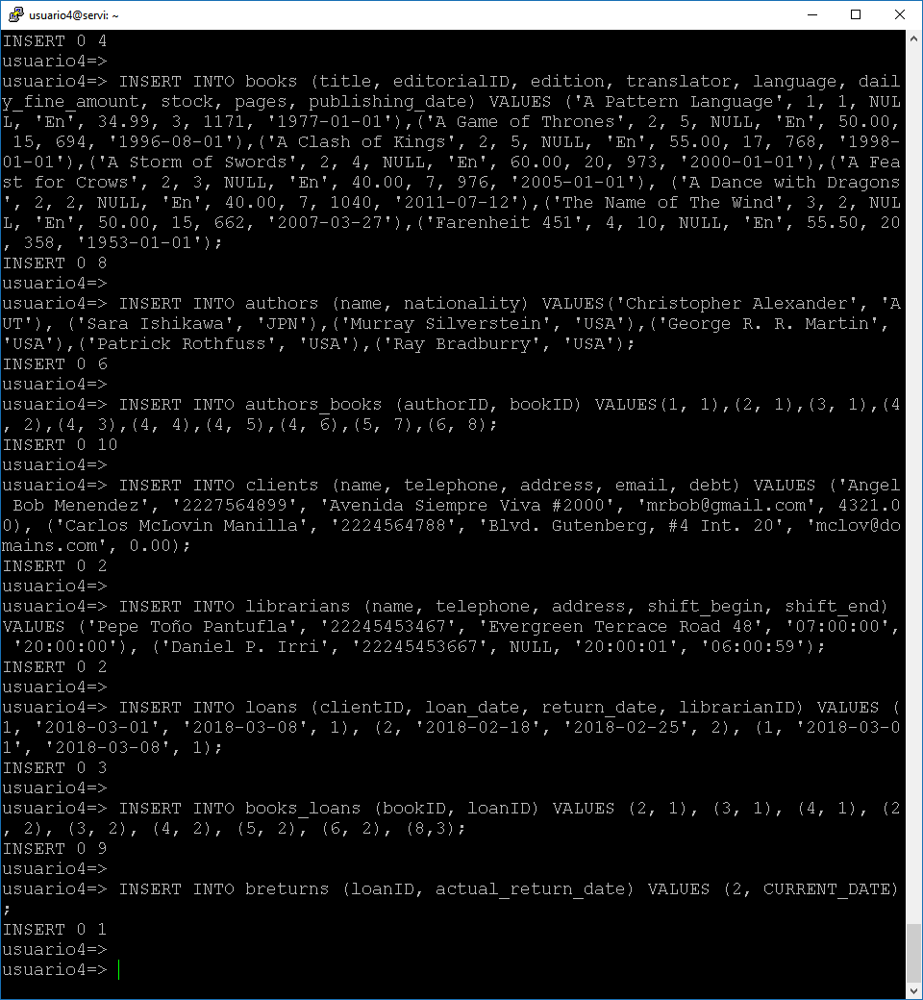 usuario4@servi: ~
INSERT 0 4
usuario4=>
usuario4=> INSERT INTO books (title, editorialID, edition, translator, language, dail
y_fine_amount, stock, pages, publishing_date) VALUES ('A Pattern Language', 1, 1, NUL
L, 'En', 34.99, 3, 1171, '1977-01-01'),('A Game of Thrones', 2, 5, NULL, 'En', 50.00,
 15, 694, '1996-08-01'),('A Clash of Kings', 2, 5, NULL, 'En', 55.00, 17, 768, '1998-
01-01'),('A Storm of Swords', 2, 4, NULL, 'En', 60.00, 20, 973, '2000-01-01'),('A Fea
st for Crows', 2, 3, NULL, 'En', 40.00, 7, 976, '2005-01-01'), ('A Dance with Dragons
', 2, 2, NULL, 'En', 40.00, 7, 1040, '2011-07-12'),('The Name of The Wind', 3, 2, NUL
L, 'En', 50.00, 15, 662, '2007-03-27'),('Farenheit 451', 4, 10, NULL, 'En', 55.50, 20
, 358, '1953-01-01');
INSERT 0 8
usuario4=>
usuario4=> INSERT INTO authors (name, nationality) VALUES('Christopher Alexander', 'A
UT'), ('Sara Ishikawa', 'JPN'),('Murray Silverstein', 'USA'),('George R. R. Martin',
'USA'),('Patrick Rothfuss', 'USA'),('Ray Bradburry', 'USA');
INSERT 0 6
usuario4=>
usuario4=> INSERT INTO authors_books (authorID, bookID) VALUES(1, 1),(2, 1),(3, 1),(4
, 2),(4, 3),(4, 4),(4, 5),(4, 6),(5, 7),(6, 8);
INSERT 0 10
usuario4=>
usuario4=> INSERT INTO clients (name, telephone, address, email, debt) VALUES ('Angel
 Bob Menendez', '2227564899', 'Avenida Siempre Viva #2000', 'mrbob@gmail.com', 4321.0
0), ('Carlos McLovin Manilla', '2224564788', 'Blvd. Gutenberg, #4 Int. 20', 'mclov@do
mains.com', 0.00);
INSERT 0 2
usuario4=>
usuario4=> INSERT INTO librarians (name, telephone, address, shift_begin, shift_end)
VALUES ('Pepe Toño Pantufla', '22245453467', 'Evergreen Terrace Road 48', '07:00:00',
 '20:00:00'), ('Daniel P. Irri', '22245453667', NULL, '20:00:01', '06:00:59');
INSERT 0 2
usuario4=>
usuario4=> INSERT INTO loans (clientID, loan_date, return_date, librarianID) VALUES (
1, '2018-03-01', '2018-03-08', 1), (2, '2018-02-18', '2018-02-25', 2), (1, '2018-03-0
1', '2018-03-08', 1);
INSERT 0 3
usuario4=>
usuario4=> INSERT INTO books_loans (bookID, loanID) VALUES (2, 1), (3, 1), (4, 1), (2
, 2), (3, 2), (4, 2), (5, 2), (6, 2), (8,3);
INSERT 0 9
usuario4=>
usuario4=> INSERT INTO breturns (loanID, actual_return_date) VALUES (2, CURRENT_DATE)
;
INSERT 0 1
usuario4=>
usuario4=>